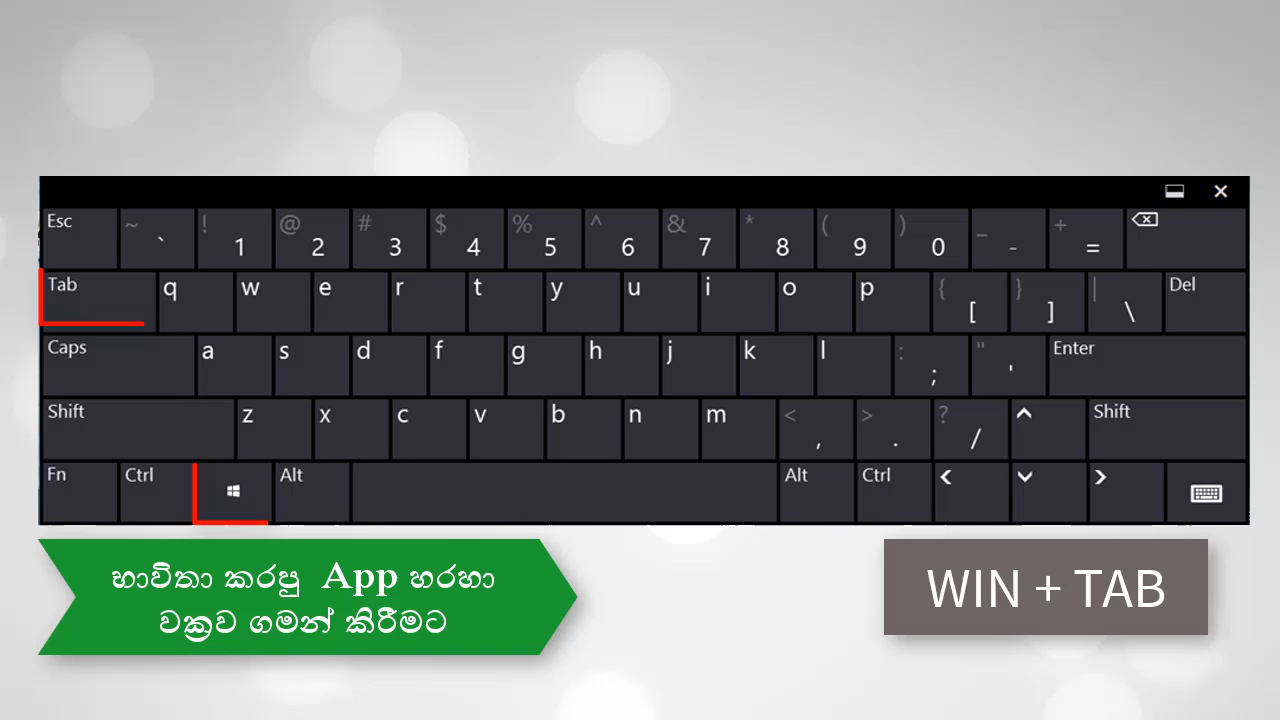 Esc ~ ` ! 1 @ 2 # 3 $ 4 % 5 ^ 6 & 7 * 8 ( 9 ) 0 _ - + =
Tab q w e r t y u i o p { [ } ] | \ Del
Caps a s d f g h j k l : ; " ' Enter
Shift z x c v b n m < , > . ? / Shift
Fn Ctrl Alt Alt Ctrl
භාවිතා කරපු App හරහා
වක්‍රව ගමන් කිරීමට
WIN + TAB